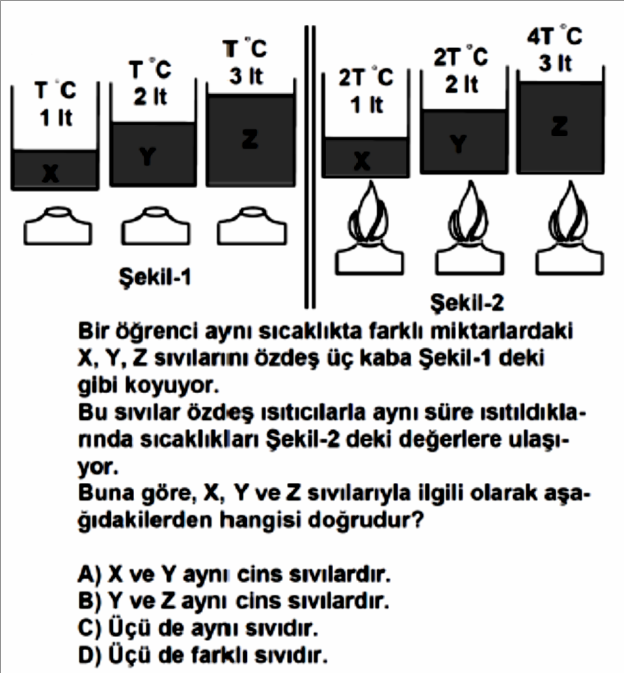 T °C
1 lt
X
T °C
2 lt
Y
T °C
3 lt
Z
Şekil-1
2T °C
1 lt
X
2T °C
2 lt
Y
4T °C
3 lt
Z
Şekil-2
Bir öğrenci aynı sıcaklıkta farklı miktarlardaki
X, Y, Z sıvılarını özdeş üç kaba Şekil-1 deki
gibi koyuyor.
Bu sıvılar özdeş ısıtıcılarla aynı süre ısıtıldıkla-
rında sıcaklıkları Şekil-2 deki değerlere ulaşı-
yor.
Buna göre, X, Y ve Z sıvılarıyla ilgili olarak aşa-
ğıdakilerden hangisi doğrudur?
A) X ve Y aynı cins sıvılardır.
B) Y ve Z aynı cins sıvılardır.
C) Üçü de aynı sıvıdır.
D) Üçü de farklı sıvıdır.